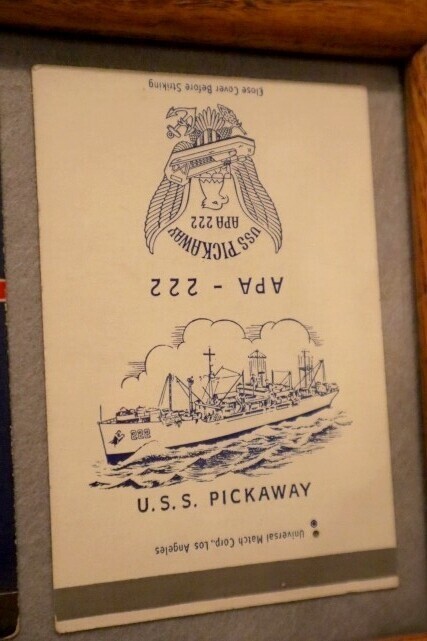 Close Cover Before Striking
APA 222
USS PICKAWAY
APA - 222
222
U.S.S. PICKAWAY
Universal Match Corp., Los Angeles